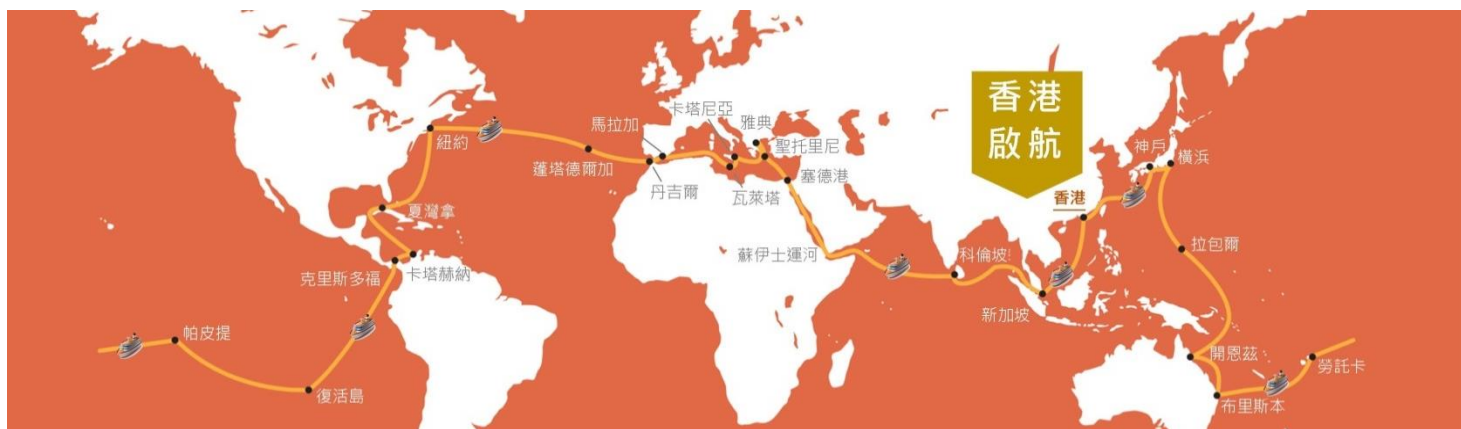 香港
啟航
卡塔尼亞
馬拉加
雅典
紐約
聖托里尼
神戶
橫浜
蓬塔德爾加
塞德港
丹吉爾
瓦萊塔
香港
夏灣拿
蘇伊士運河
科倫坡
拉包爾
克里斯多福
卡塔赫納
新加坡
帕皮提
開恩茲
勞託卡
復活島
布里斯本